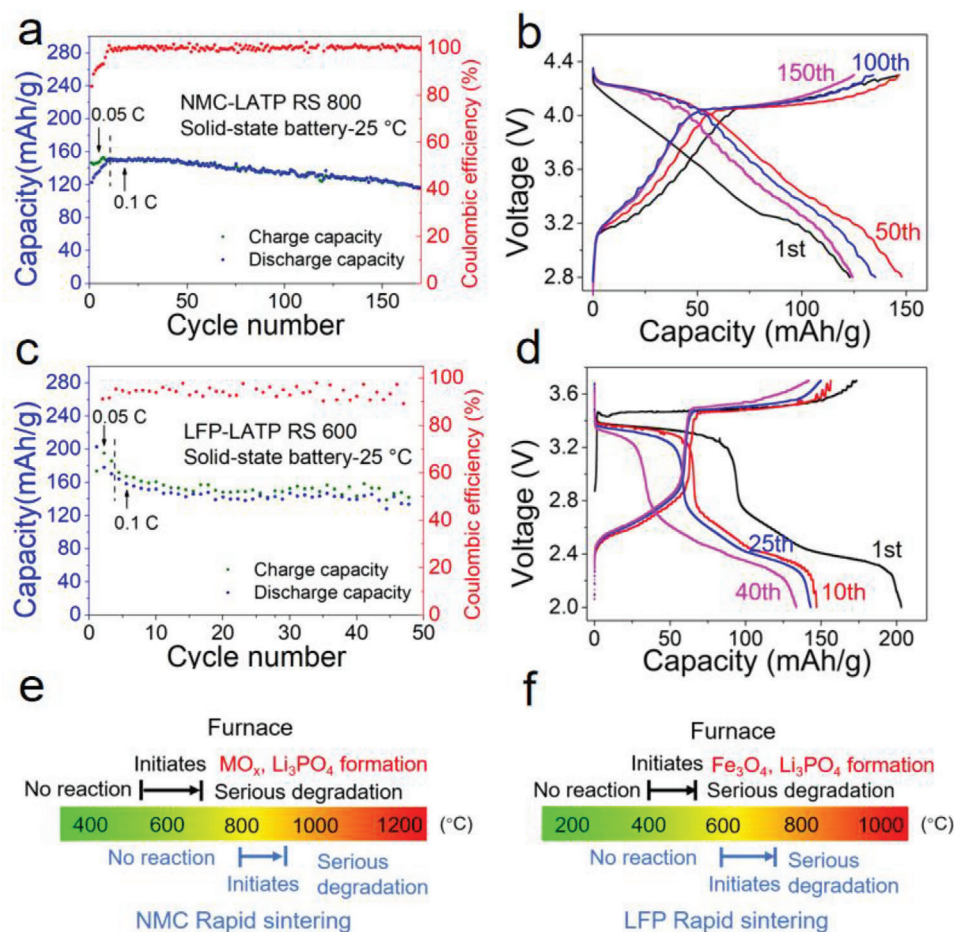 a
280
240
200
160
120
80
40
0
Capacity(mAh/g)
0.05 C
0.1 C
NMC-LATP RS 800
Solid-state battery-25 °C
Charge capacity
Discharge capacity
100
80
60
40
20
0
Coulombic efficiency (%)
0 50 100 150
Cycle number
b
4.4
4.0
3.6
3.2
2.8
Voltage (V)
150th
100th
50th
1st
0 50 100 150
Capacity (mAh/g)
c
280
240
200
160
120
80
40
0
Capacity(mAh/g)
0.05 C
0.1 C
LFP-LATP RS 600
Solid-state battery-25 °C
Charge capacity
Discharge capacity
100
80
60
40
20
0
Coulombic efficiency (%)
0 10 20 30 40 50
Cycle number
d
3.6
3.2
2.8
2.4
2.0
Voltage (V)
25th
1st
40th
10th
0 50 100 150 200
Capacity (mAh/g)
e
Furnace
Initiates MOₓ, Li₃PO₄ formation
No reaction Serious degradation
400 600 800 1000 1200 (°C)
No reaction Serious
Initiates degradation
NMC Rapid sintering
f
Furnace
Initiates Fe₃O₄, Li₃PO₄ formation
No reaction Serious degradation
200 400 600 800 1000 (°C)
No reaction Serious
Initiates degradation
LFP Rapid sintering